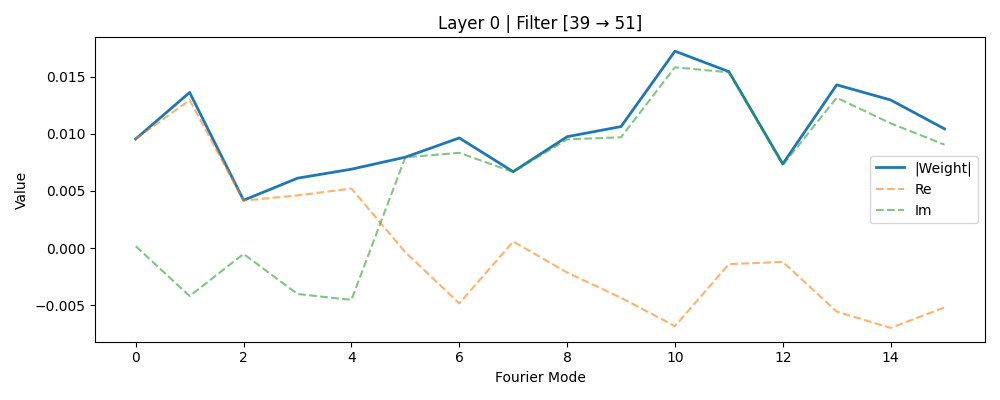 Layer 0 | Filter [39 → 51]
Value
0.015
0.010
0.005
0.000
−0.005
|Weight|
Re
Im
0 2 4 6 8 10 12 14
Fourier Mode